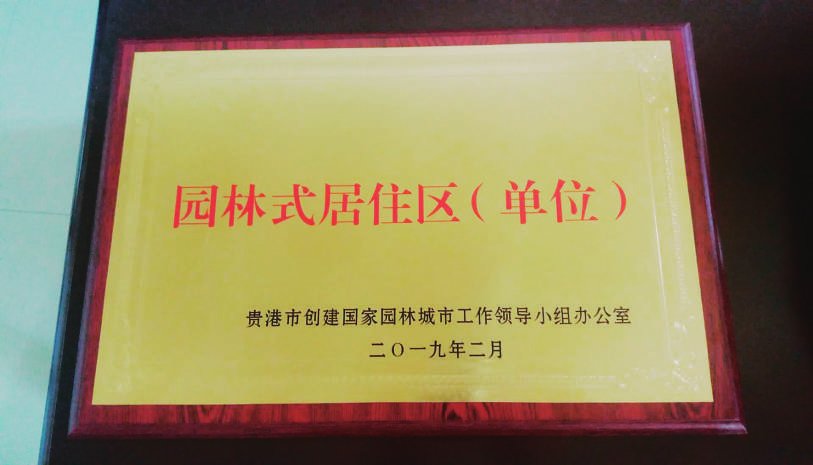 园林式居住区（单位）
贵港市创建国家园林城市工作领导小组办公室
二〇一九年二月